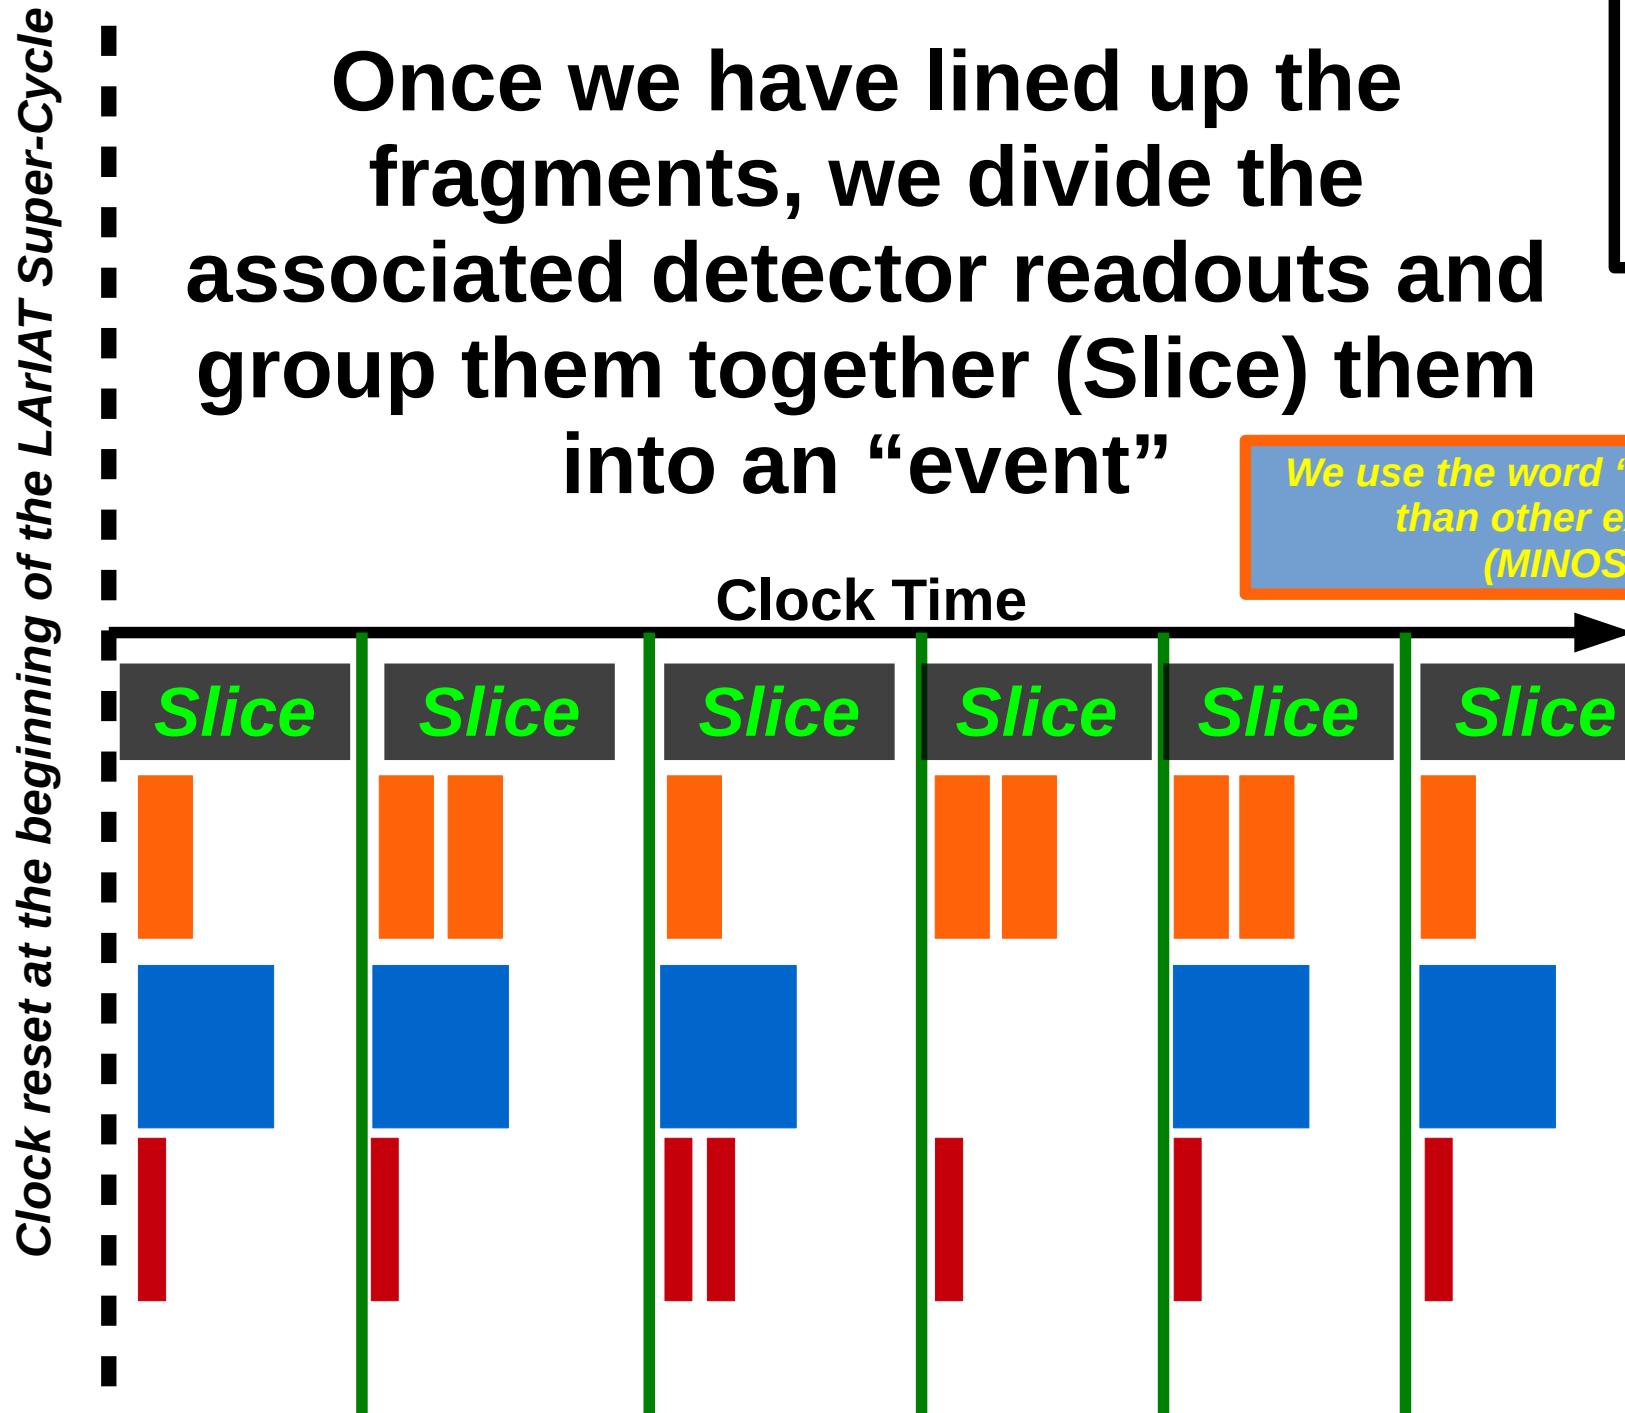 Clock reset at the beginning of the LArIAT Super-Cycle
Once we have lined up the
fragments, we divide the
associated detector readouts and
group them together (Slice) them
into an “event”
We use the word “
than other e
(MINOS
Clock Time
Slice
Slice
Slice
Slice
Slice
Slice